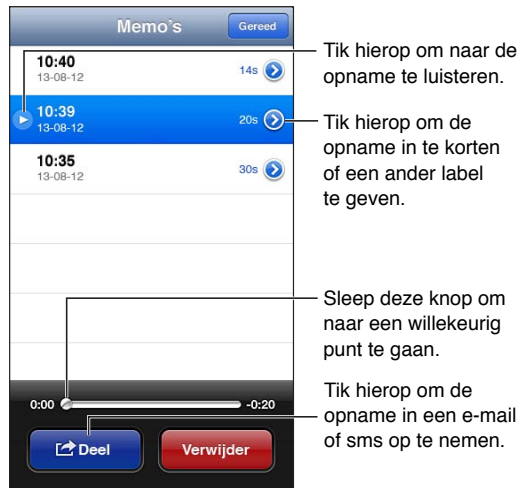 Memo's
Gereed
10:40
13-08-12
14s
10:39
13-08-12
20s
10:35
13-08-12
30s
0:00
-0:20
Deel
Verwijder
Tik hierop om naar de
opname te luisteren.
Tik hierop om de
opname in te korten
of een ander label
te geven.
Sleep deze knop om
naar een willekeurig
punt te gaan.
Tik hierop om de
opname in een e-mail
of sms op te nemen.